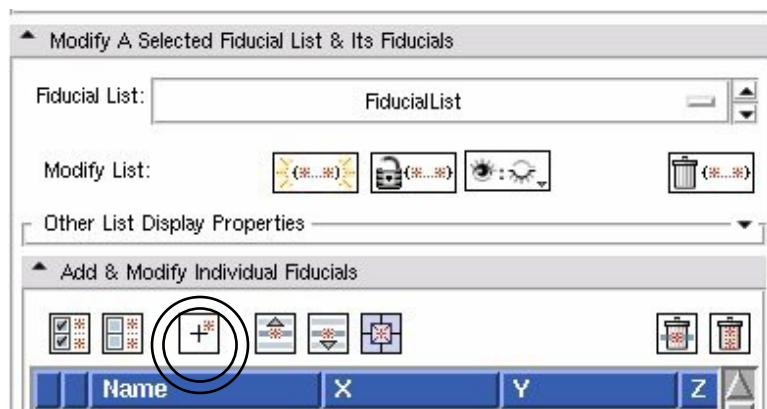 Modify A Selected Fiducial List & Its Fiducials
Fiducial List: FiducialList
Modify List: (*...*) (*...*) : (*...*)
Other List Display Properties
Add & Modify Individual Fiducials
Name X Y Z